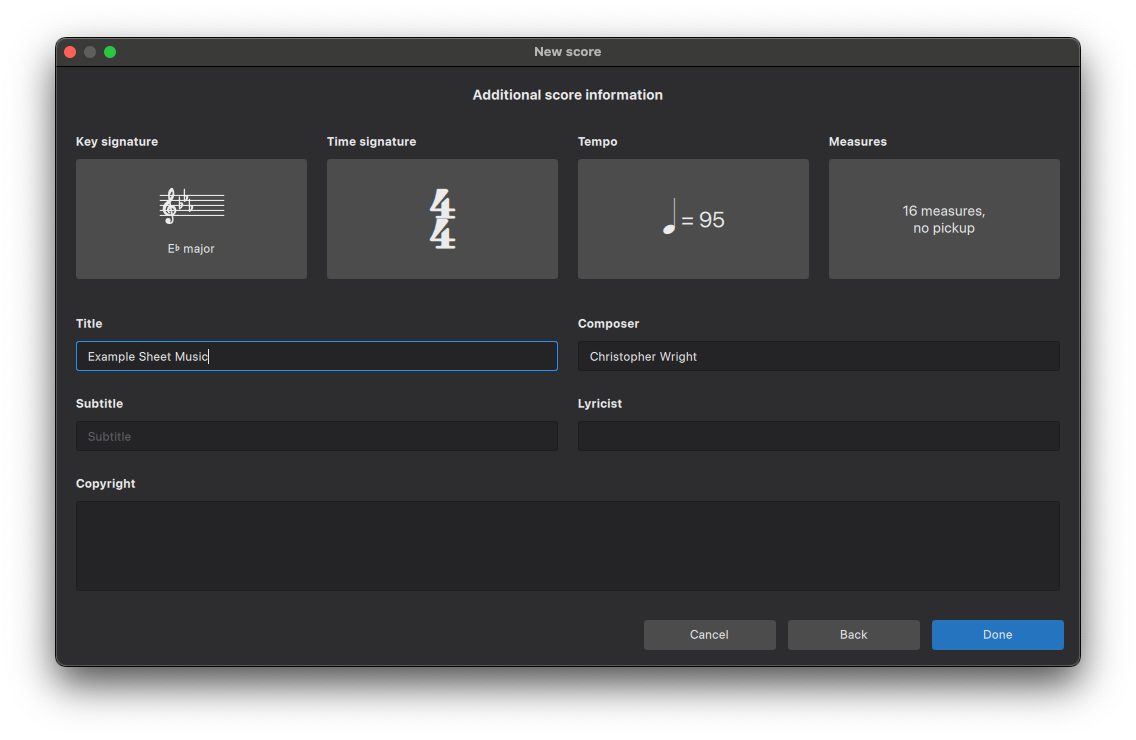 New score
Additional score information
Key signature
E♭ major
Time signature
4
4
Tempo
= 95
Measures
16 measures,
no pickup
Title
Example Sheet Music
Composer
Christopher Wright
Subtitle
Subtitle
Lyricist
Copyright
Cancel
Back
Done